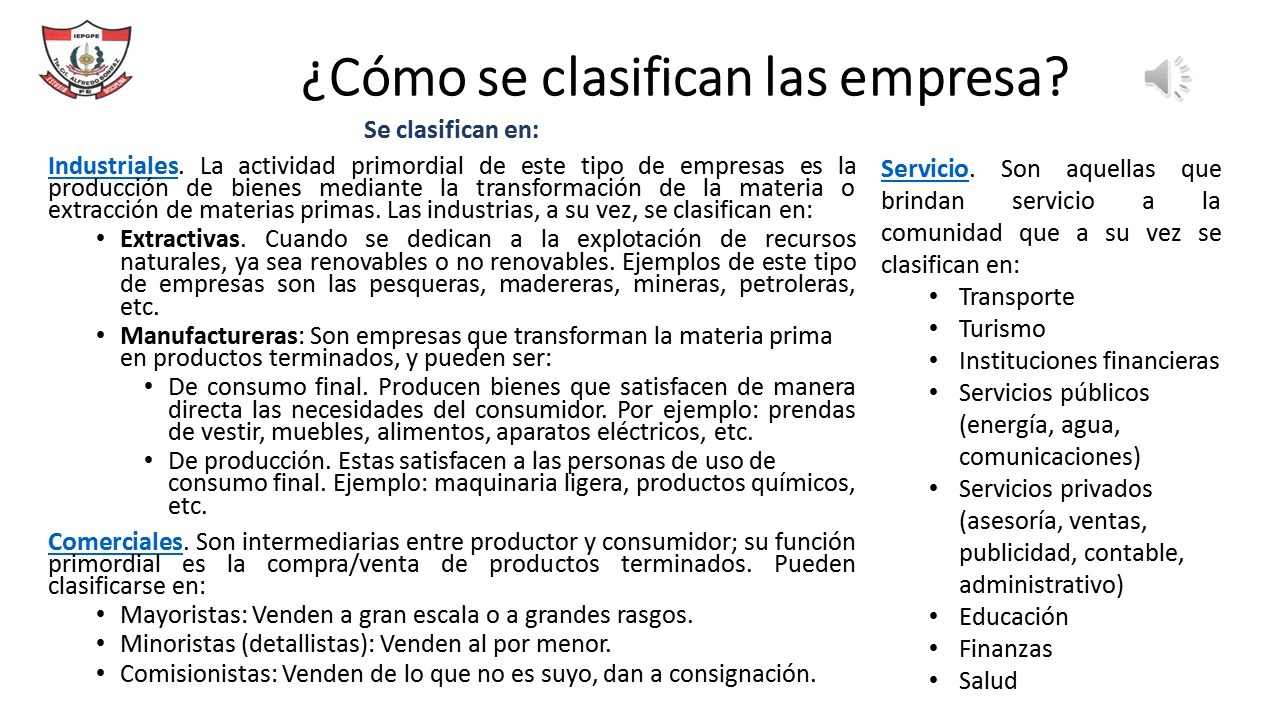 IEPGPE
Tte. Crl. ALFREDO BONIFAZ
FE
¿Cómo se clasifican las empresa?
Se clasifican en:
Industriales. La actividad primordial de este tipo de empresas es la
producción de bienes mediante la transformación de la materia o
extracción de materias primas. Las industrias, a su vez, se clasifican en:
• Extractivas. Cuando se dedican a la explotación de recursos
naturales, ya sea renovables o no renovables. Ejemplos de este tipo
de empresas son las pesqueras, madereras, mineras, petroleras,
etc.
• Manufactureras: Son empresas que transforman la materia prima
en productos terminados, y pueden ser:
• De consumo final. Producen bienes que satisfacen de manera
directa las necesidades del consumidor. Por ejemplo: prendas
de vestir, muebles, alimentos, aparatos eléctricos, etc.
• De producción. Estas satisfacen a las personas de uso de
consumo final. Ejemplo: maquinaria ligera, productos químicos,
etc.
Comerciales. Son intermediarias entre productor y consumidor; su función
primordial es la compra/venta de productos terminados. Pueden
clasificarse en:
• Mayoristas: Venden a gran escala o a grandes rasgos.
• Minoristas (detallistas): Venden al por menor.
• Comisionistas: Venden de lo que no es suyo, dan a consignación.
Servicio. Son aquellas que
brindan servicio a la
comunidad que a su vez se
clasifican en:
• Transporte
• Turismo
• Instituciones financieras
• Servicios públicos
(energía, agua,
comunicaciones)
• Servicios privados
(asesoría, ventas,
publicidad, contable,
administrativo)
• Educación
• Finanzas
• Salud